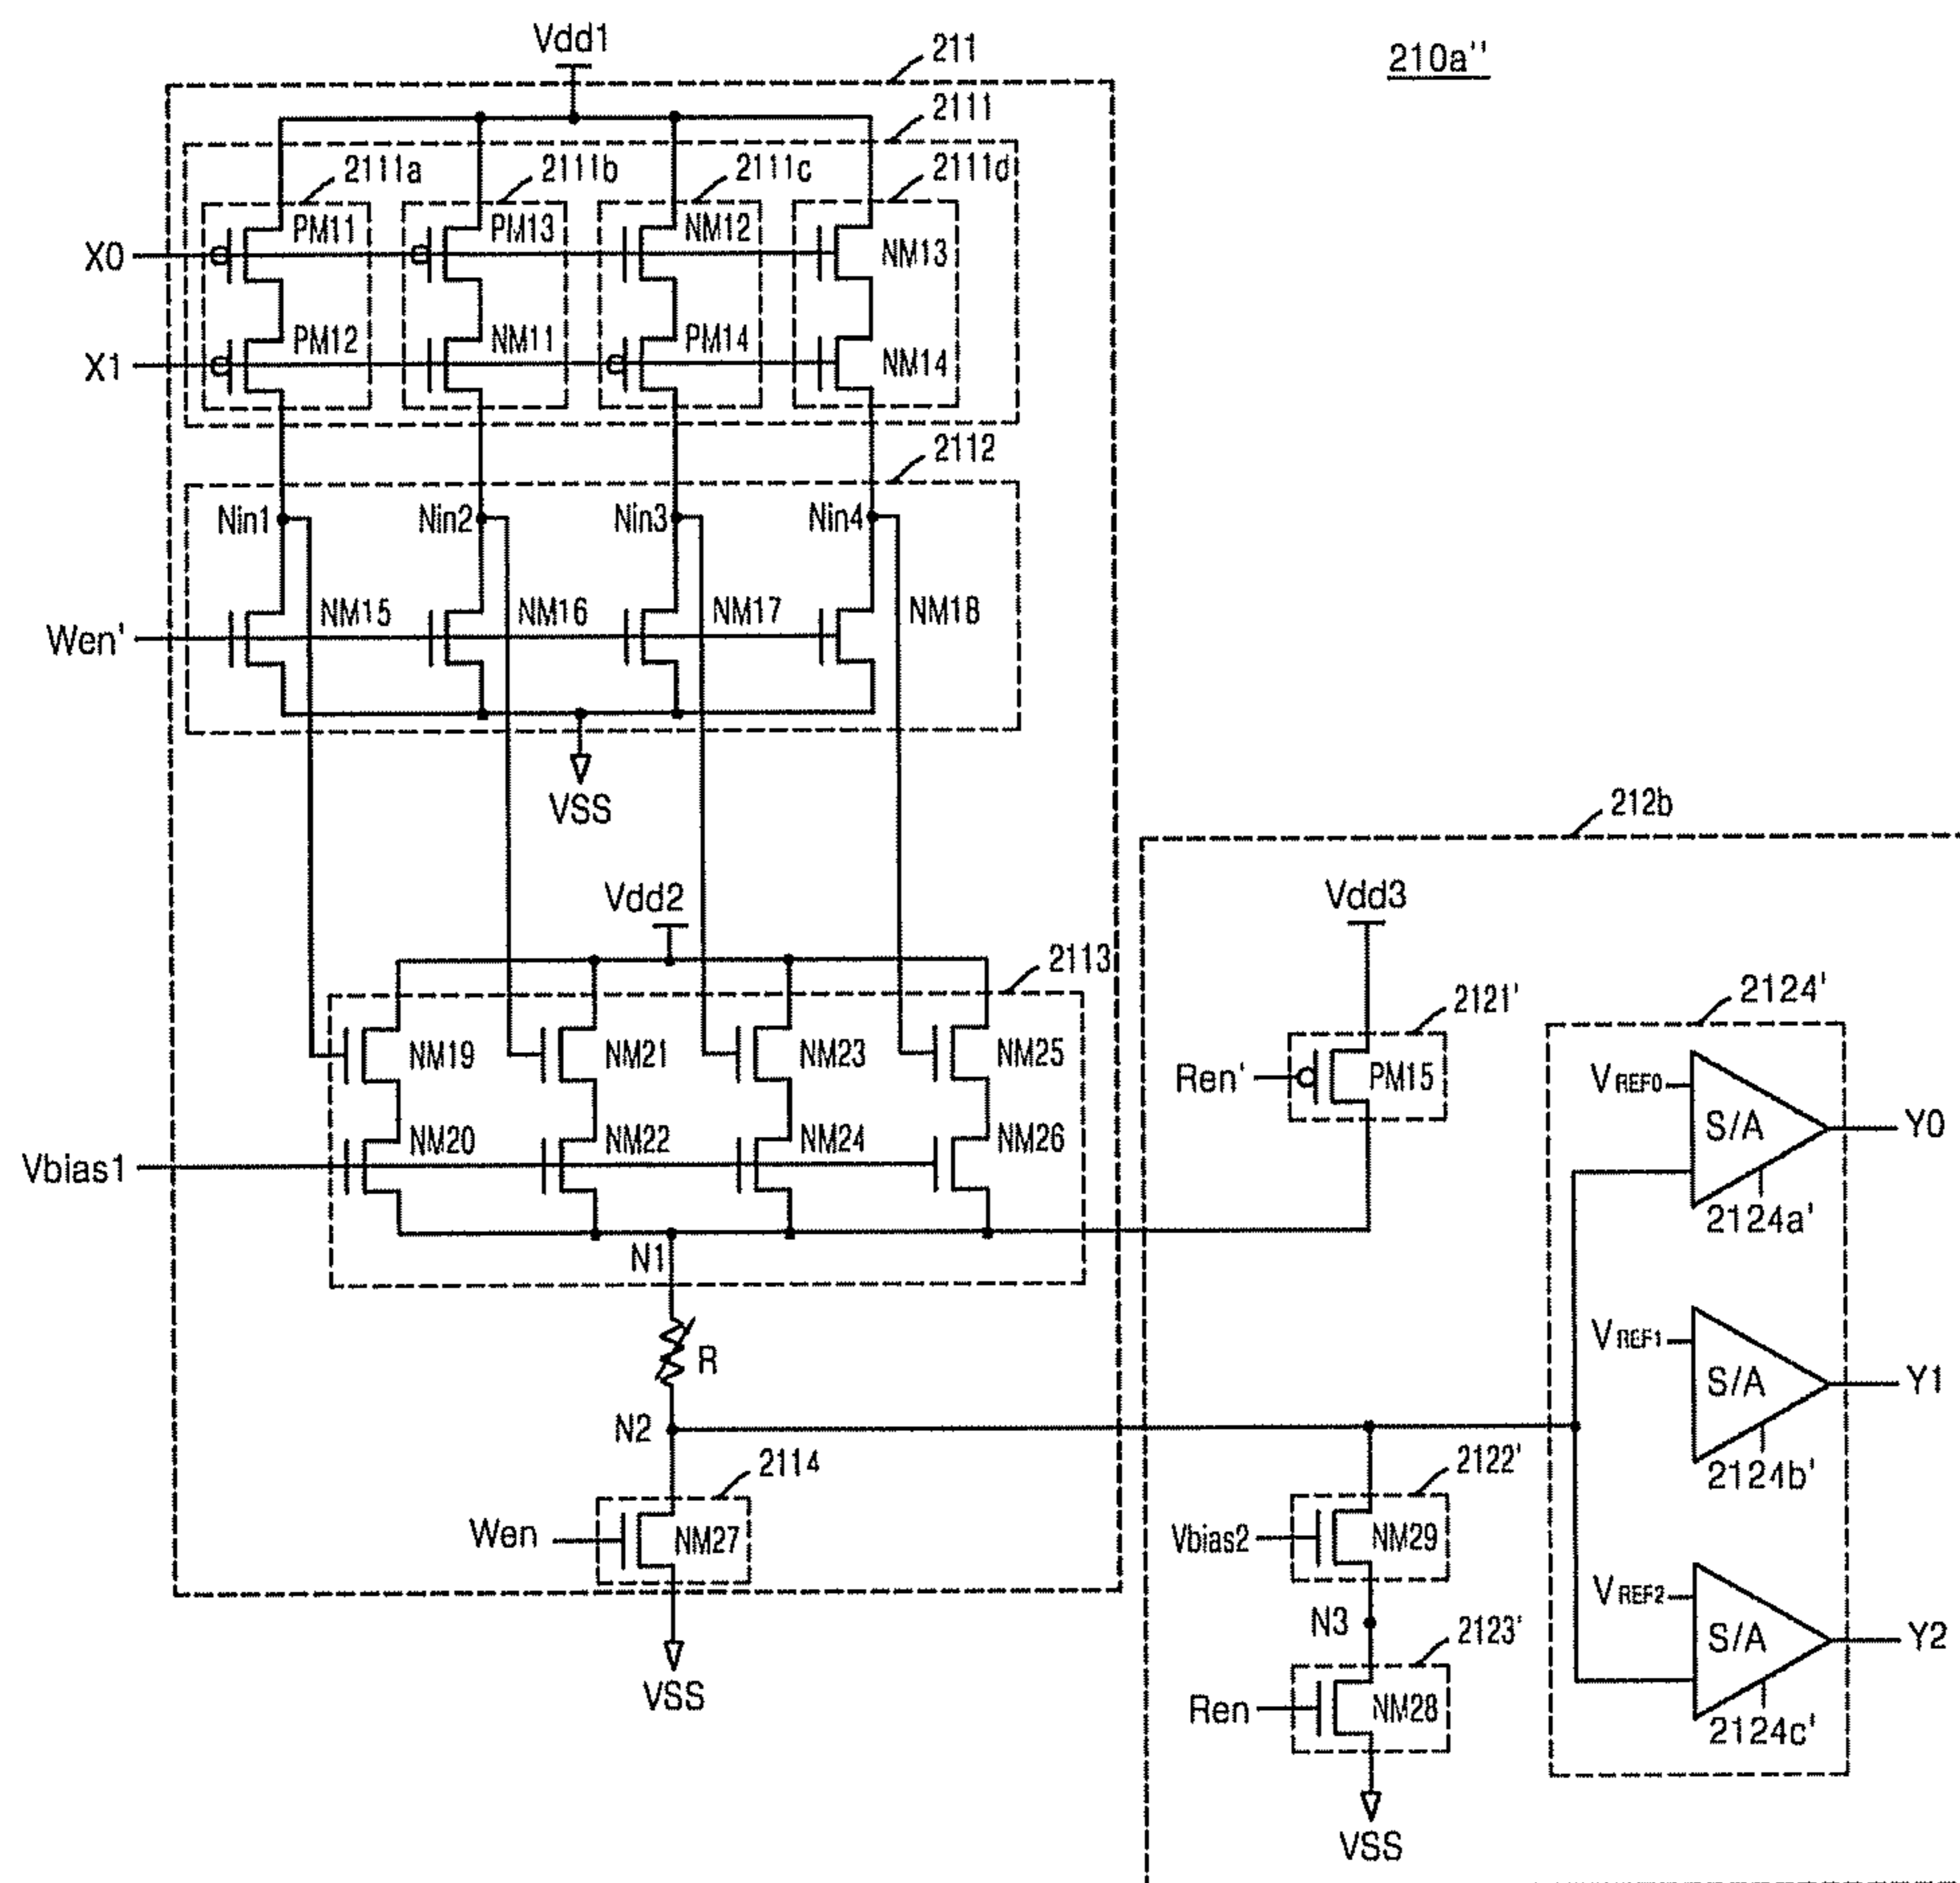 210a''
Vdd1
211
2111
2111a
2111b
2111c
2111d
X0
PM11
PM13
NM12
NM13
X1
PM12
NM11
PM14
NM14
2112
Nin1
Nin2
Nin3
Nin4
Wen'
NM15
NM16
NM17
NM18
VSS
212b
Vdd2
Vdd3
2113
NM19
NM21
NM23
NM25
Vbias1
NM20
NM22
NM24
NM26
N1
R
N2
2114
Wen
NM27
VSS
2121'
Ren'
PM15
2122'
Vbias2
NM29
N3
2123'
Ren
NM28
VSS
2124'
VREF0
S/A
Y0
2124a'
VREF1
S/A
Y1
2124b'
VREF2
S/A
Y2
2124c'